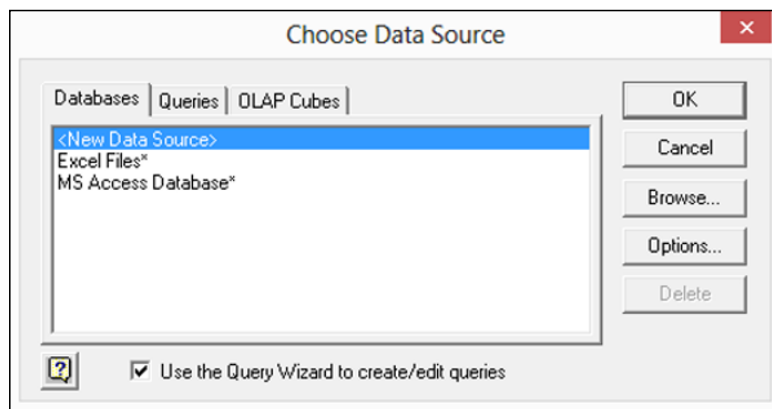 Choose Data Source
Databases Queries OLAP Cubes
<New Data Source>
Excel Files*
MS Access Database*
OK
Cancel
Browse...
Options...
Delete
Use the Query Wizard to create/edit queries